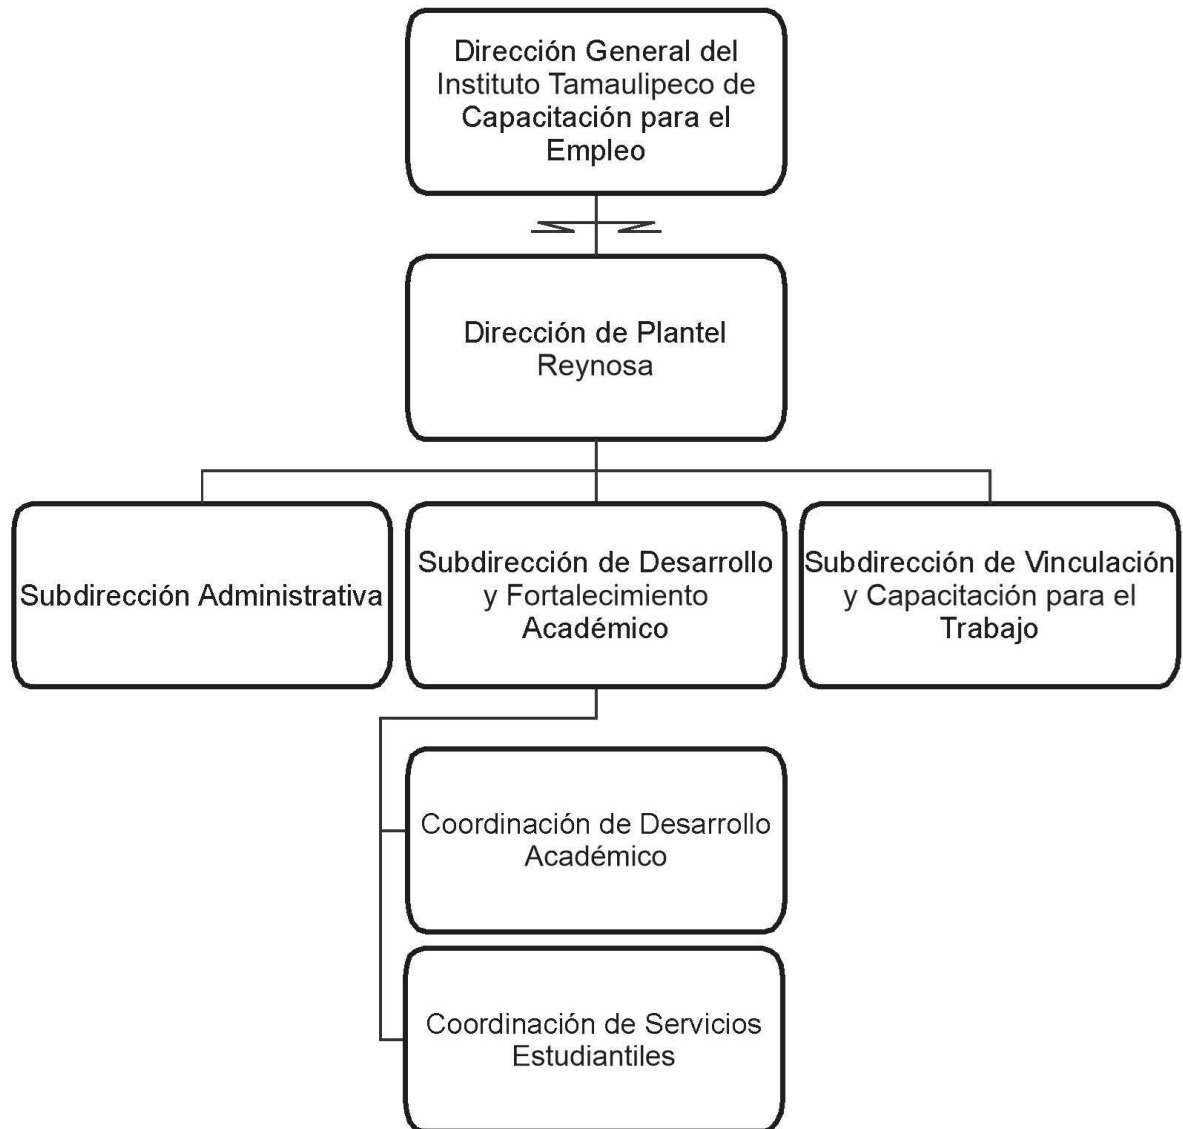 Dirección General del
Instituto Tamaulipeco de
Capacitación para el
Empleo
Dirección de Plantel
Reynosa
Subdirección Administrativa
Subdirección de Desarrollo
y Fortalecimiento
Académico
Subdirección de Vinculación
y Capacitación para el
Trabajo
Coordinación de Desarrollo
Académico
Coordinación de Servicios
Estudiantiles